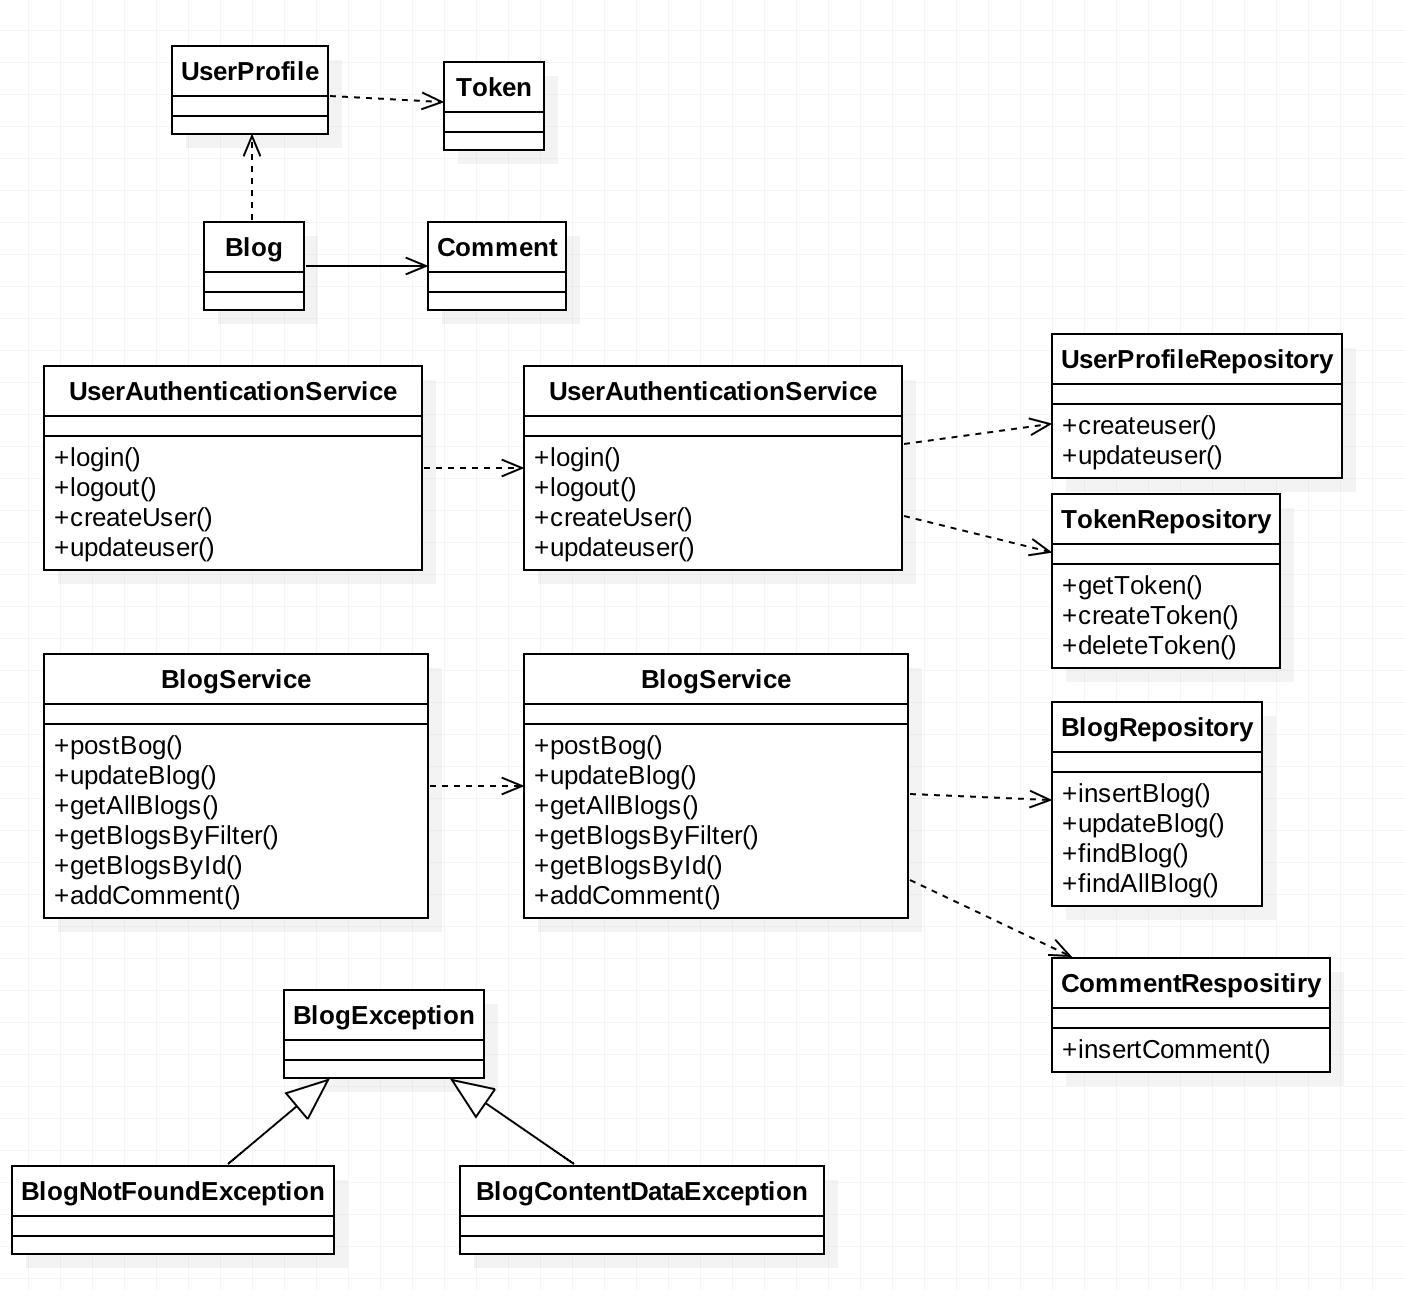 UserProfile
Token
Blog
Comment
UserAuthenticationService
+login()
+logout()
+createUser()
+updateuser()
UserAuthenticationService
+login()
+logout()
+createUser()
+updateuser()
UserProfileRepository
+createuser()
+updateuser()
TokenRepository
+getToken()
+createToken()
+deleteToken()
BlogService
+postBog()
+updateBlog()
+getAllBlogs()
+getBlogsByFilter()
+getBlogsById()
+addComment()
BlogService
+postBog()
+updateBlog()
+getAllBlogs()
+getBlogsByFilter()
+getBlogsById()
+addComment()
BlogRepository
+insertBlog()
+updateBlog()
+findBlog()
+findAllBlog()
CommentRespositiry
+insertComment()
BlogException
BlogNotFoundException
BlogContentDataException